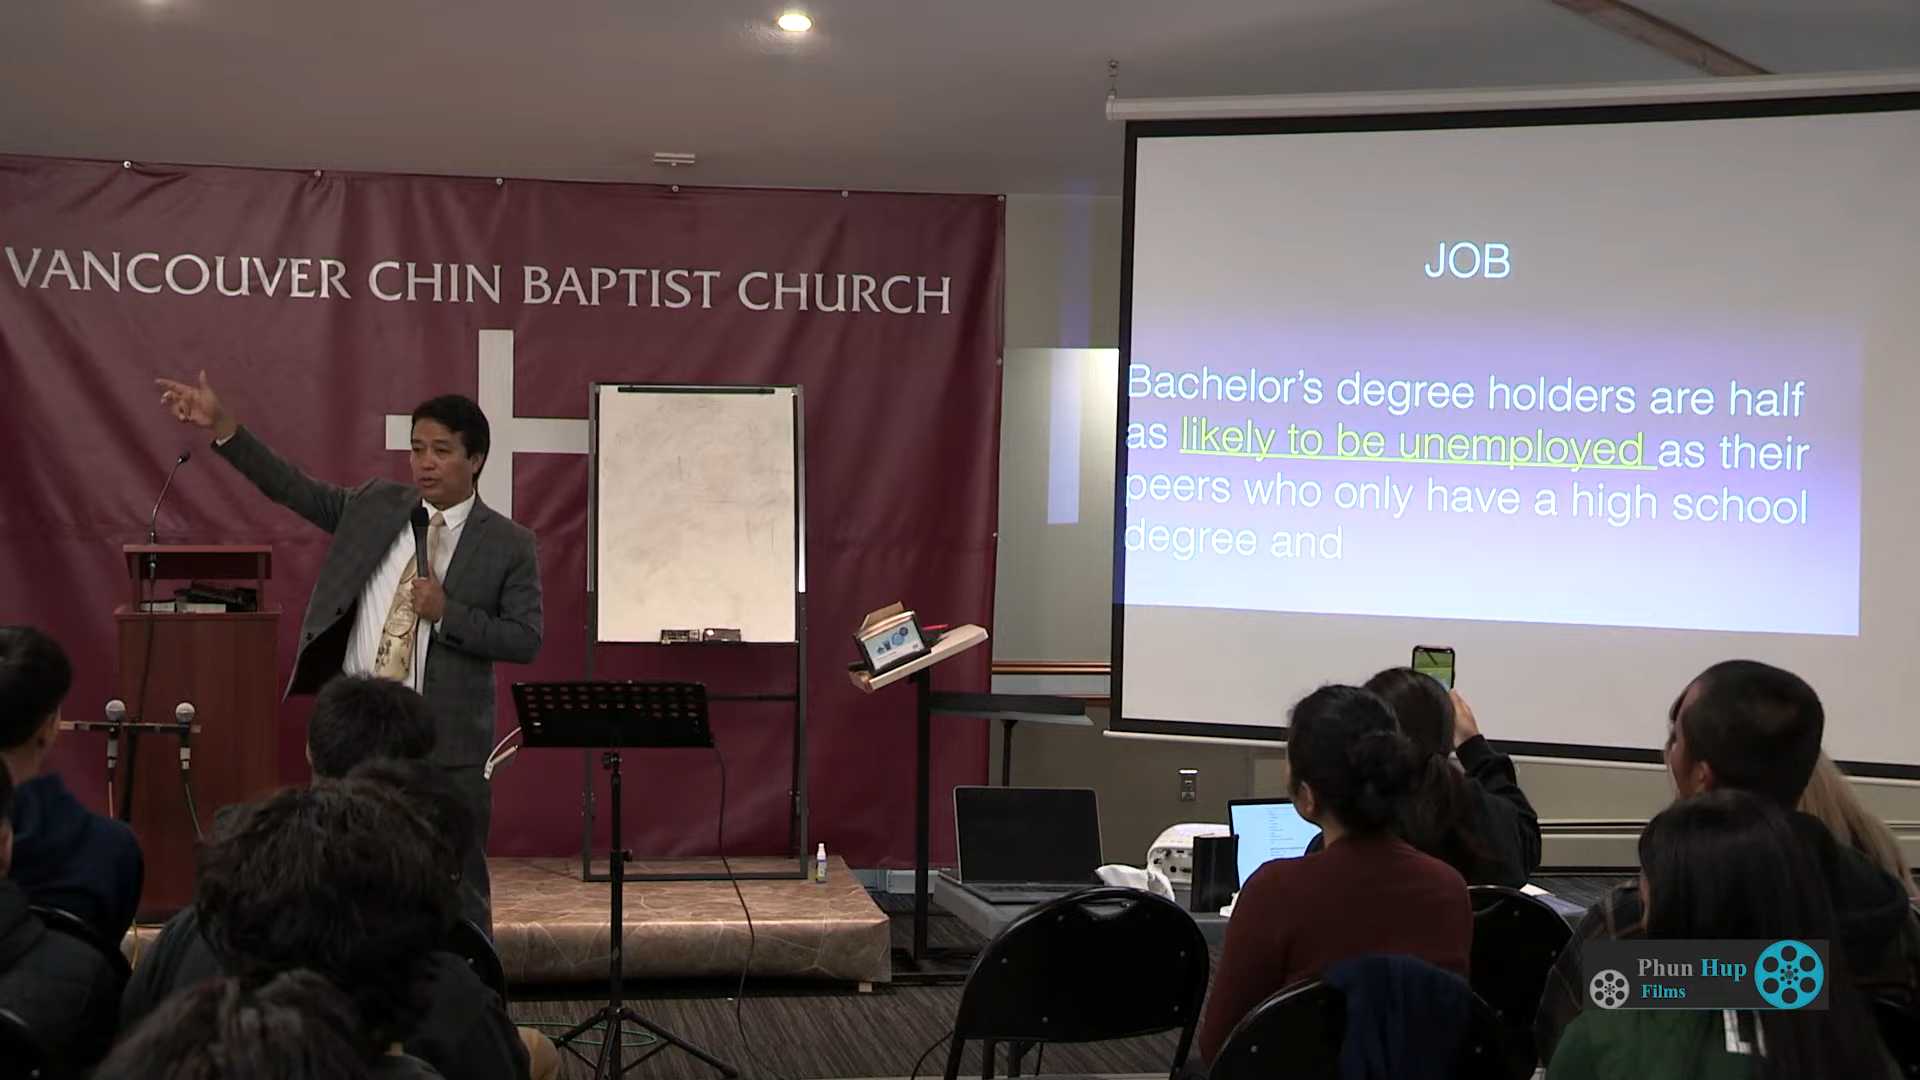 VANCOUVER CHIN BAPTIST CHURCH
JOB
Bachelor's degree holders are half
as likely to be unemployed as their
peers who only have a high school
degree and
Phun Hup
Films